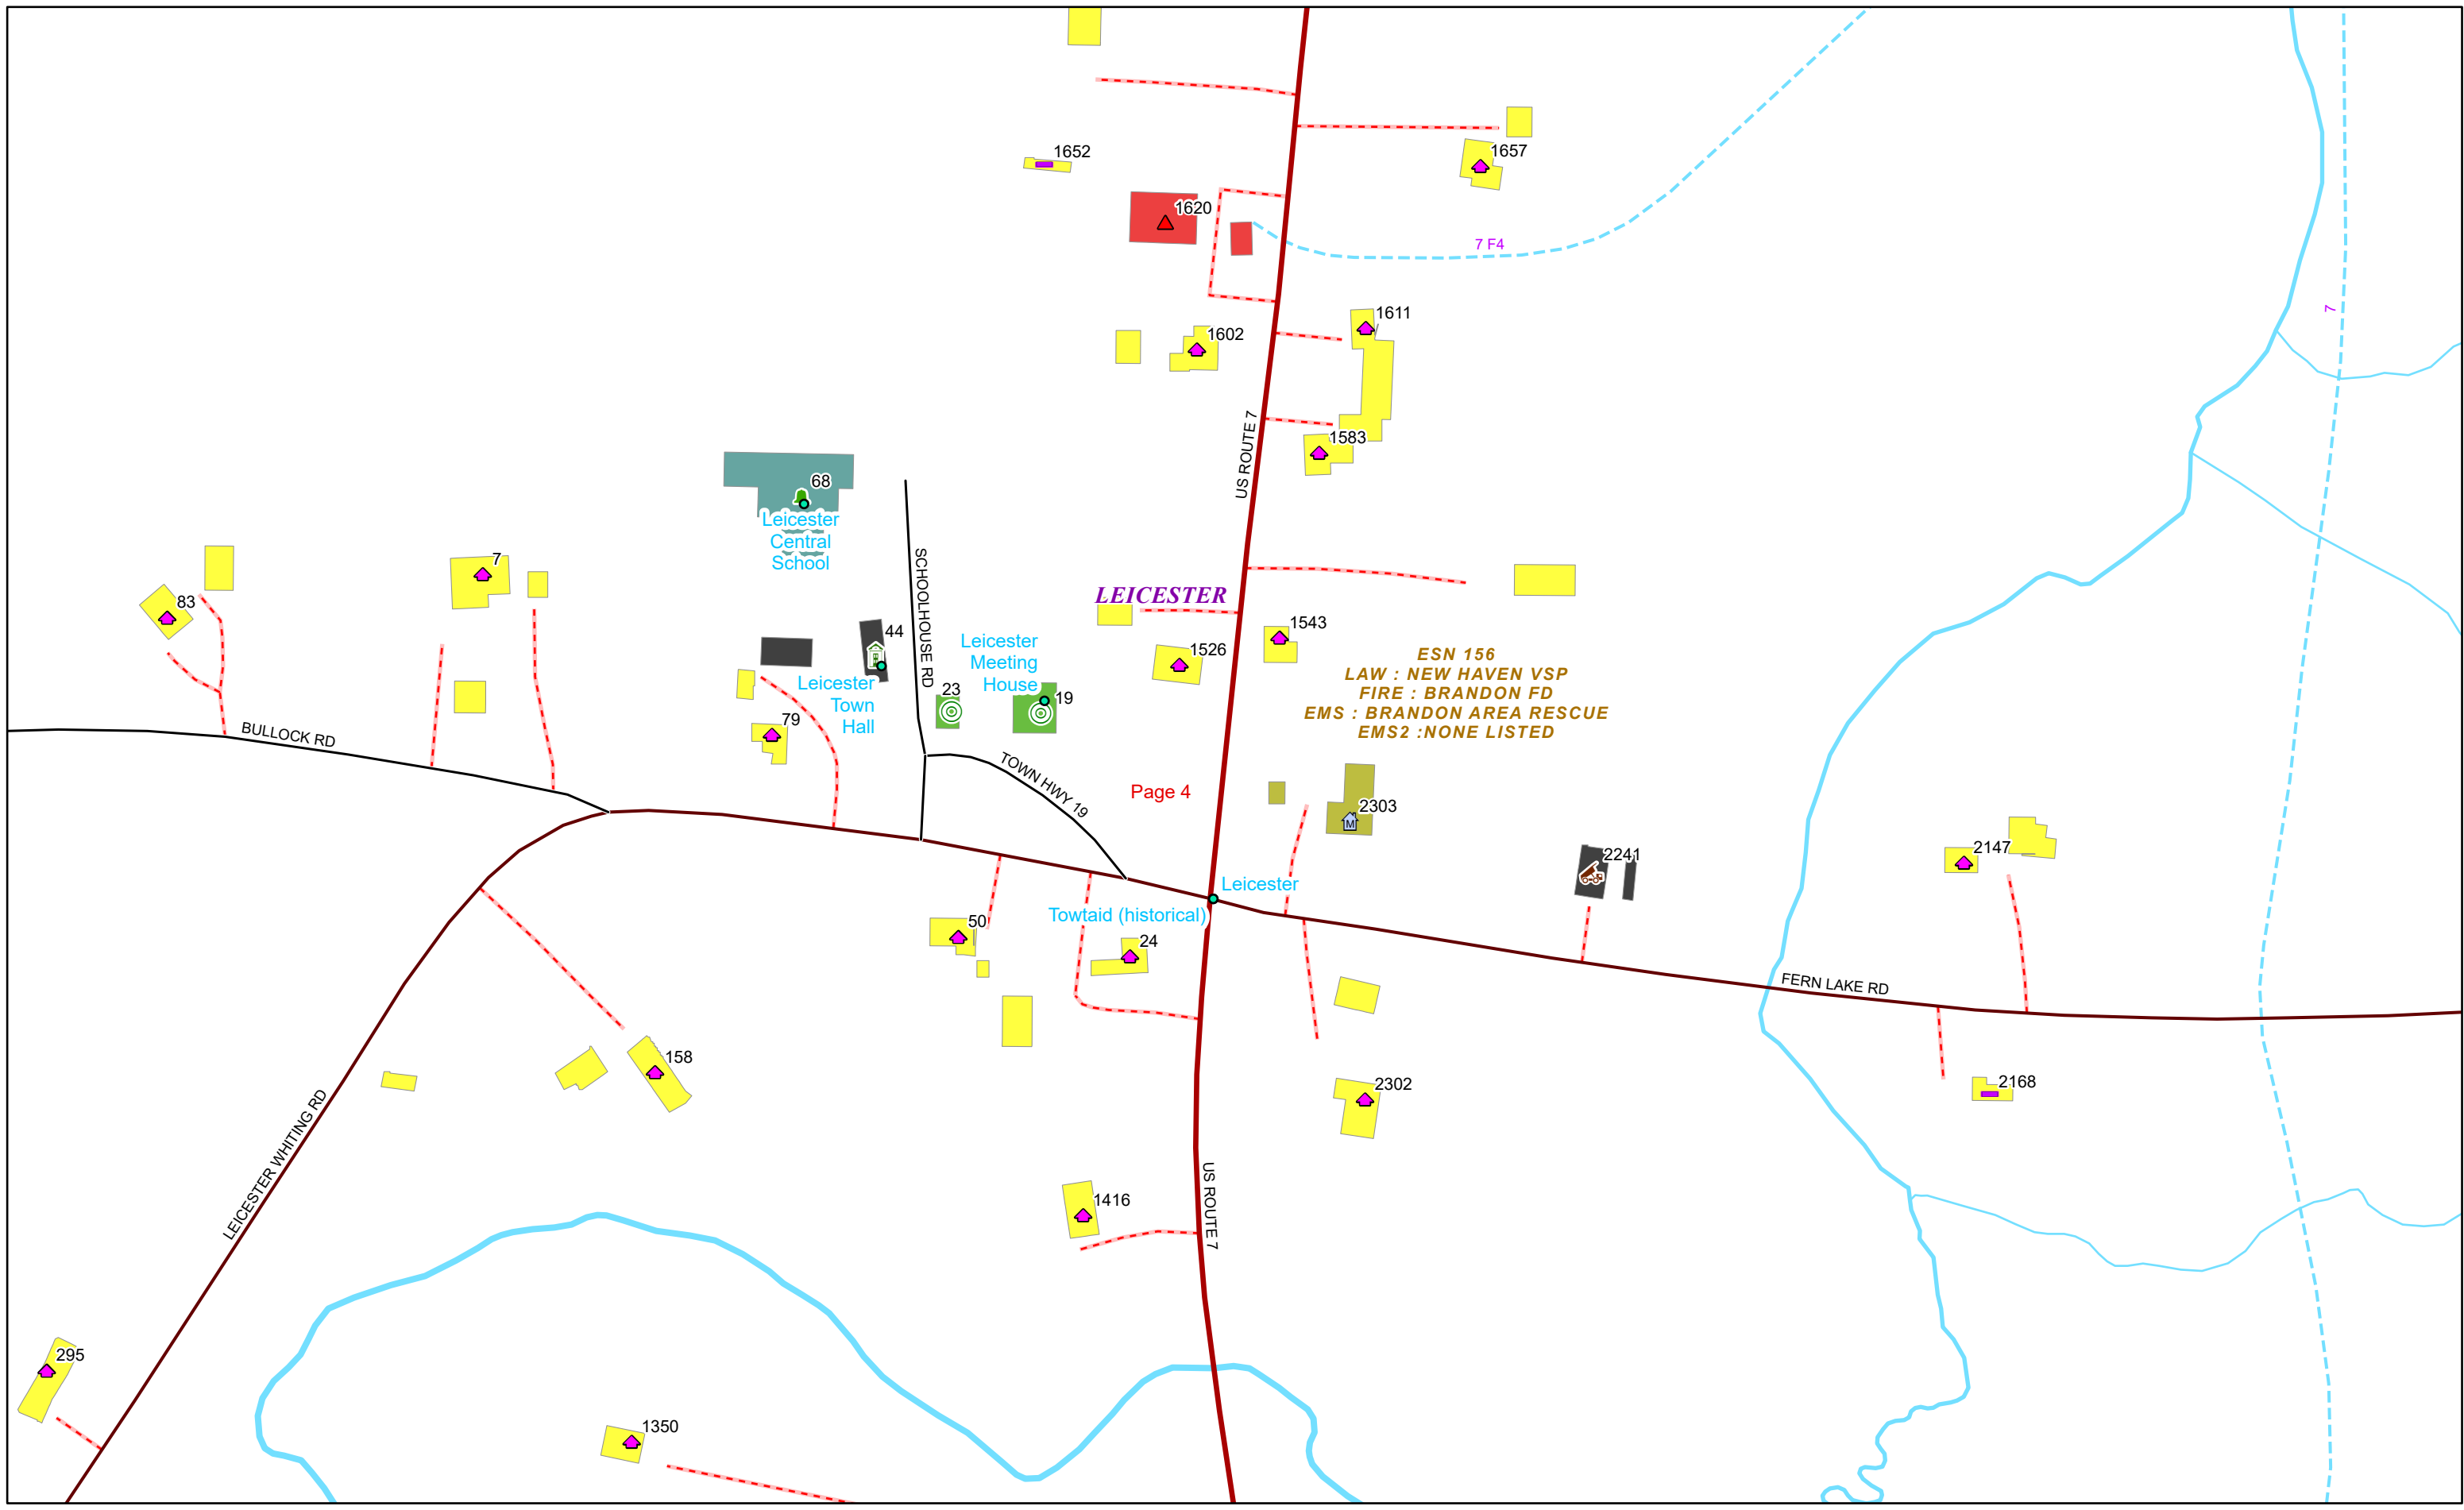 1652
1657
1620
7 F4
7
1611
1602
US ROUTE 7
1583
68
Leicester
Central
School
7
83
SCHOOLHOUSE RD
LEICESTER
44
Leicester
Meeting
House
1526
1543
ESN 156
LAW : NEW HAVEN VSP
FIRE : BRANDON FD
EMS : BRANDON AREA RESCUE
EMS2 :NONE LISTED
Leicester
Town
Hall
23
19
79
BULLOCK RD
TOWN HWY 19
Page 4
2303
M
2241
2147
Leicester
Towtaid (historical)
50
24
FERN LAKE RD
158
2302
2168
LEICESTER WHITING RD
1416
US ROUTE 7
295
1350